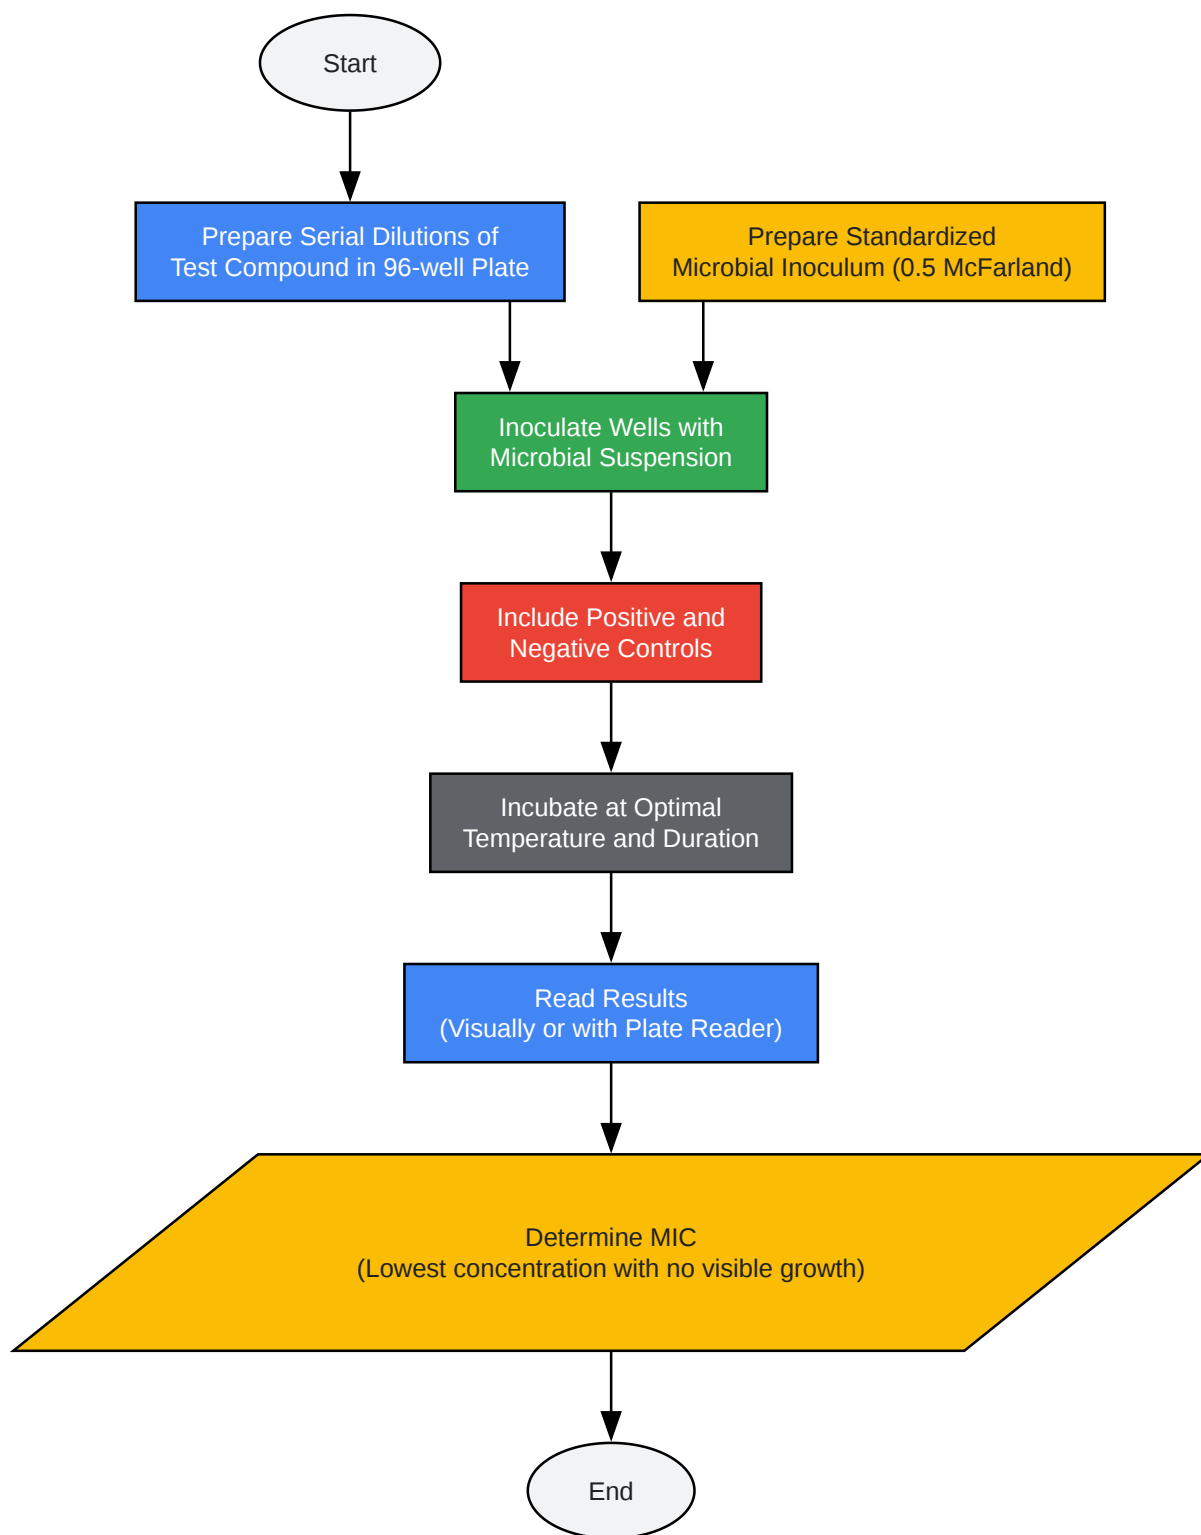 Start
Prepare Serial Dilutions of
Test Compound in 96-well Plate
Prepare Standardized
Microbial Inoculum (0.5 McFarland)
Inoculate Wells with
Microbial Suspension
Include Positive and
Negative Controls
Incubate at Optimal
Temperature and Duration
Read Results
(Visually or with Plate Reader)
Determine MIC
(Lowest concentration with no visible growth)
End